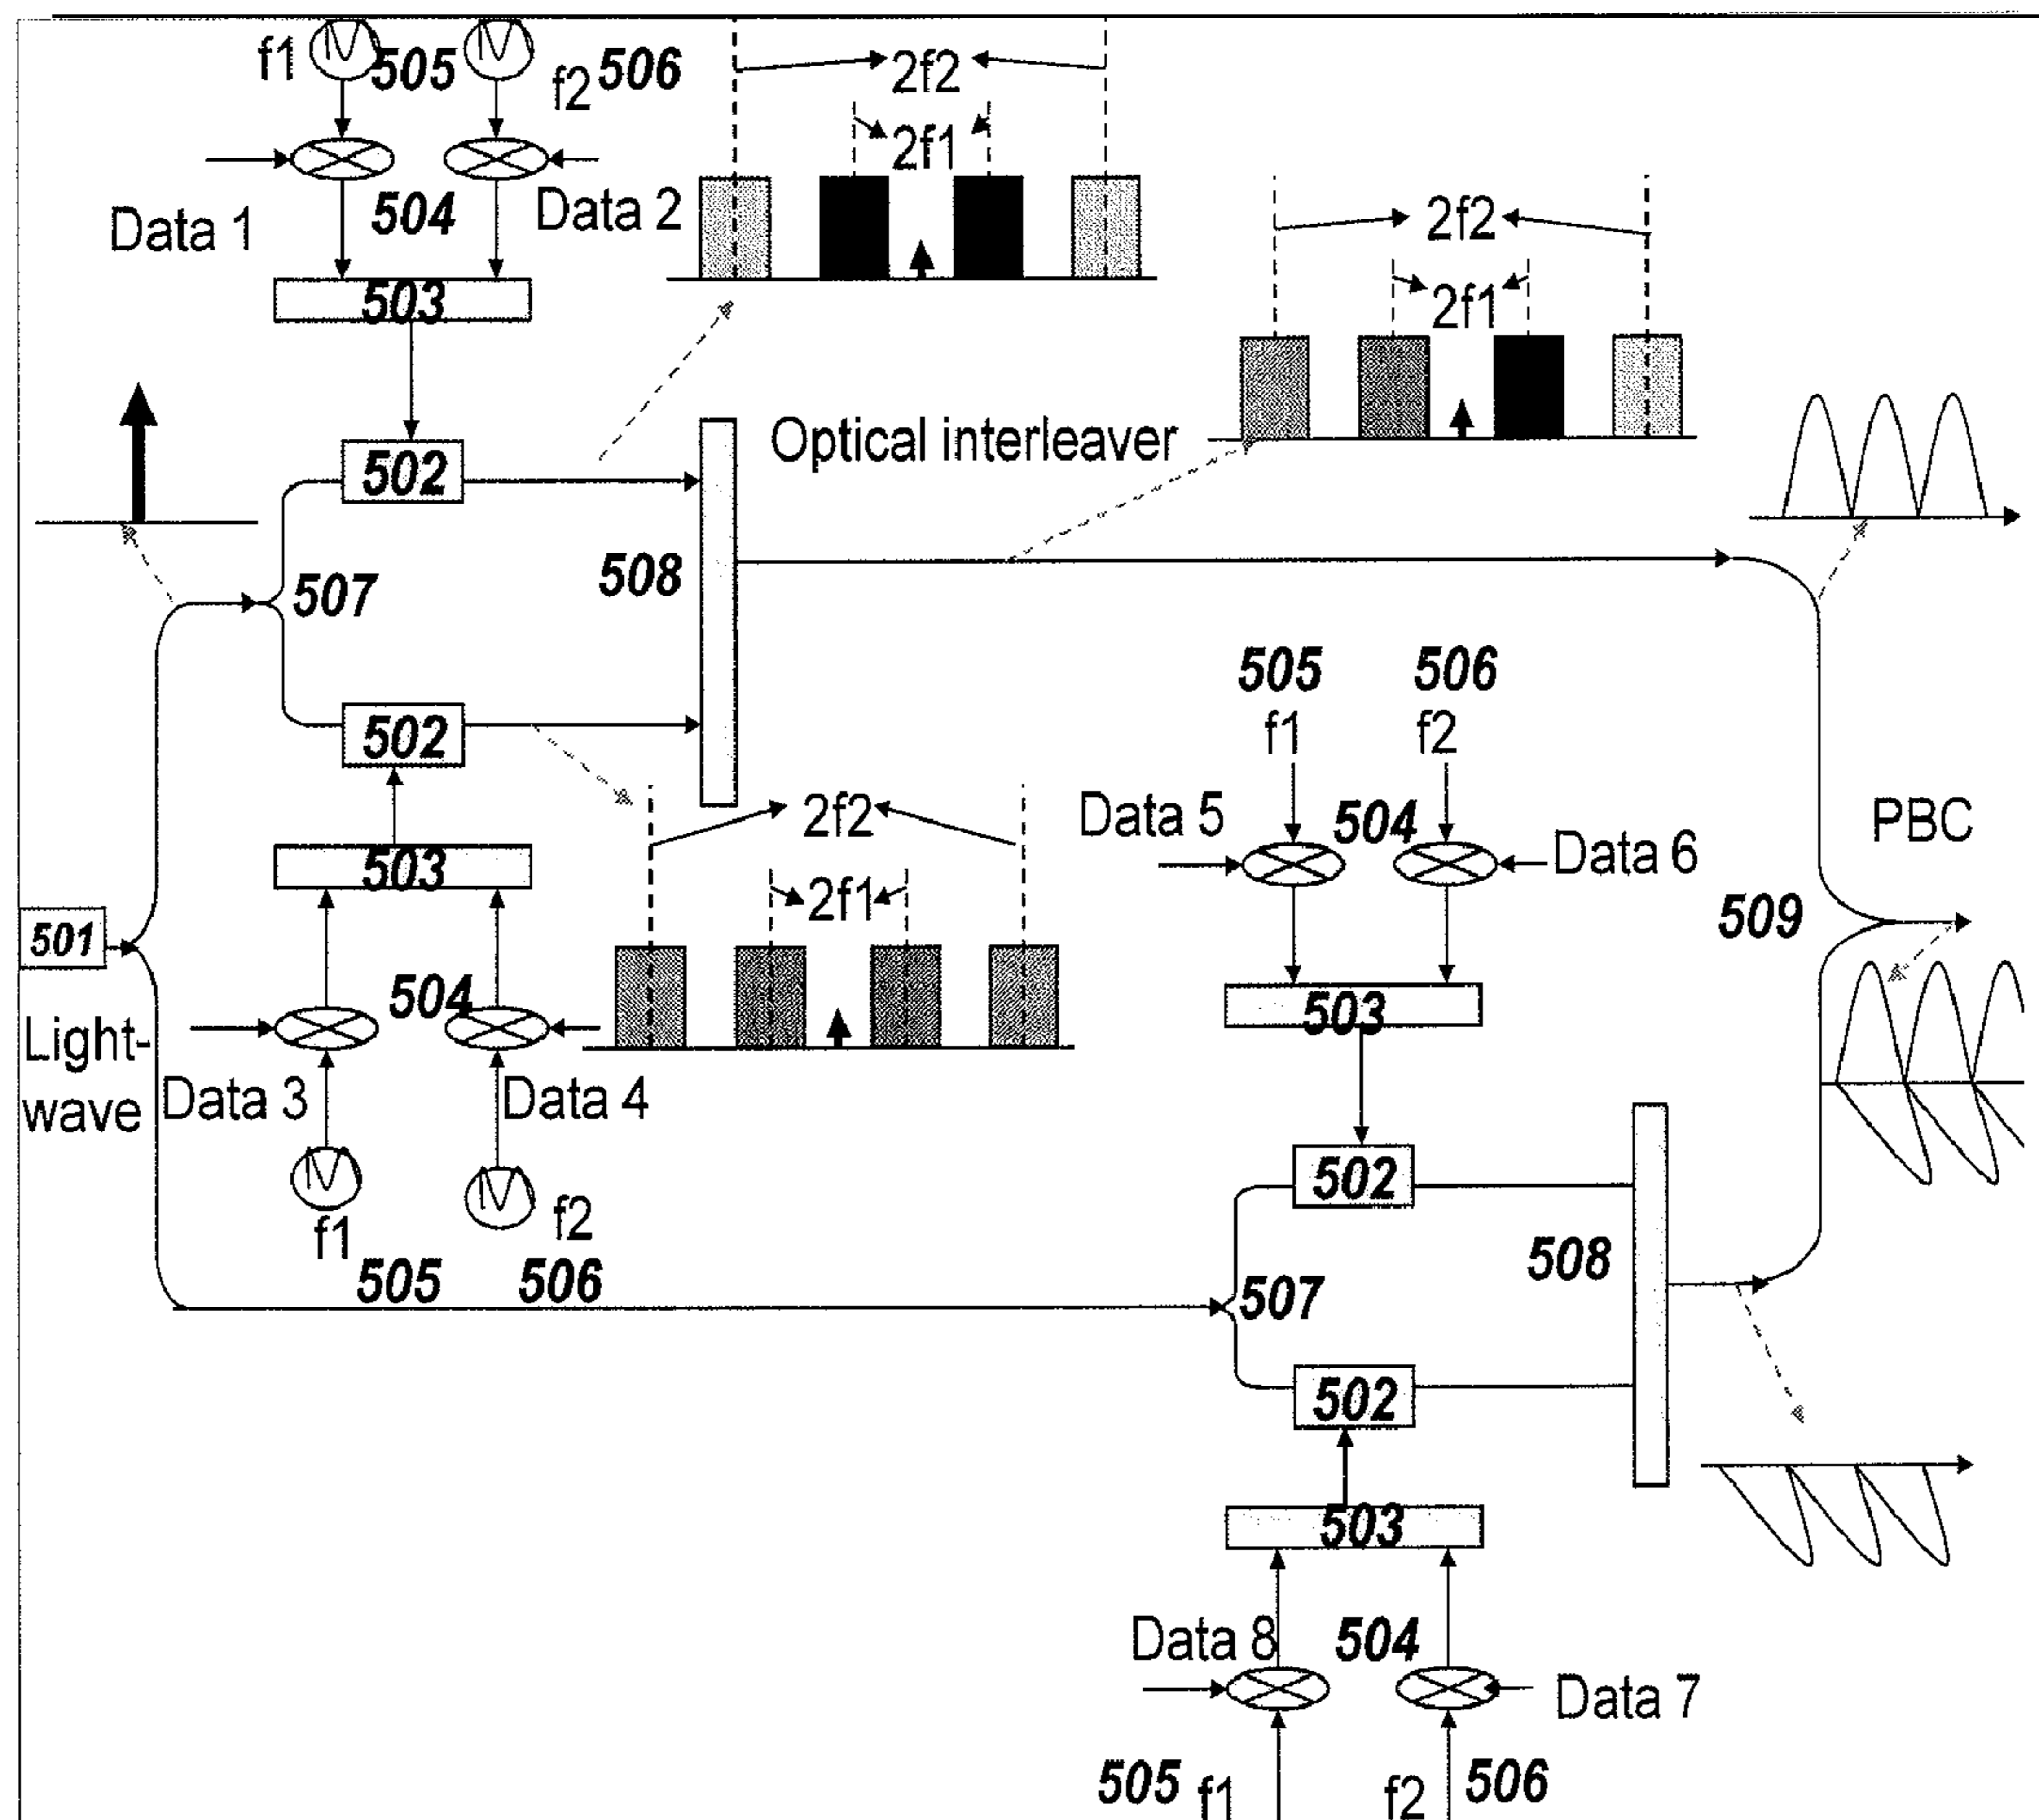 f1 505 f2 506
2f2
2f1
Data 1 504 Data 2
503
2f2
2f1
502
Optical interleaver
507
508
502
505 506
f1 f2
2f2
2f1
503
Data 5 504 Data 6
PBC
501
509
Light-
wave
504
Data 3 Data 4
503
f1 f2
505 506
502
507
508
502
503
Data 8 504
Data 7
505 f1 f2 506